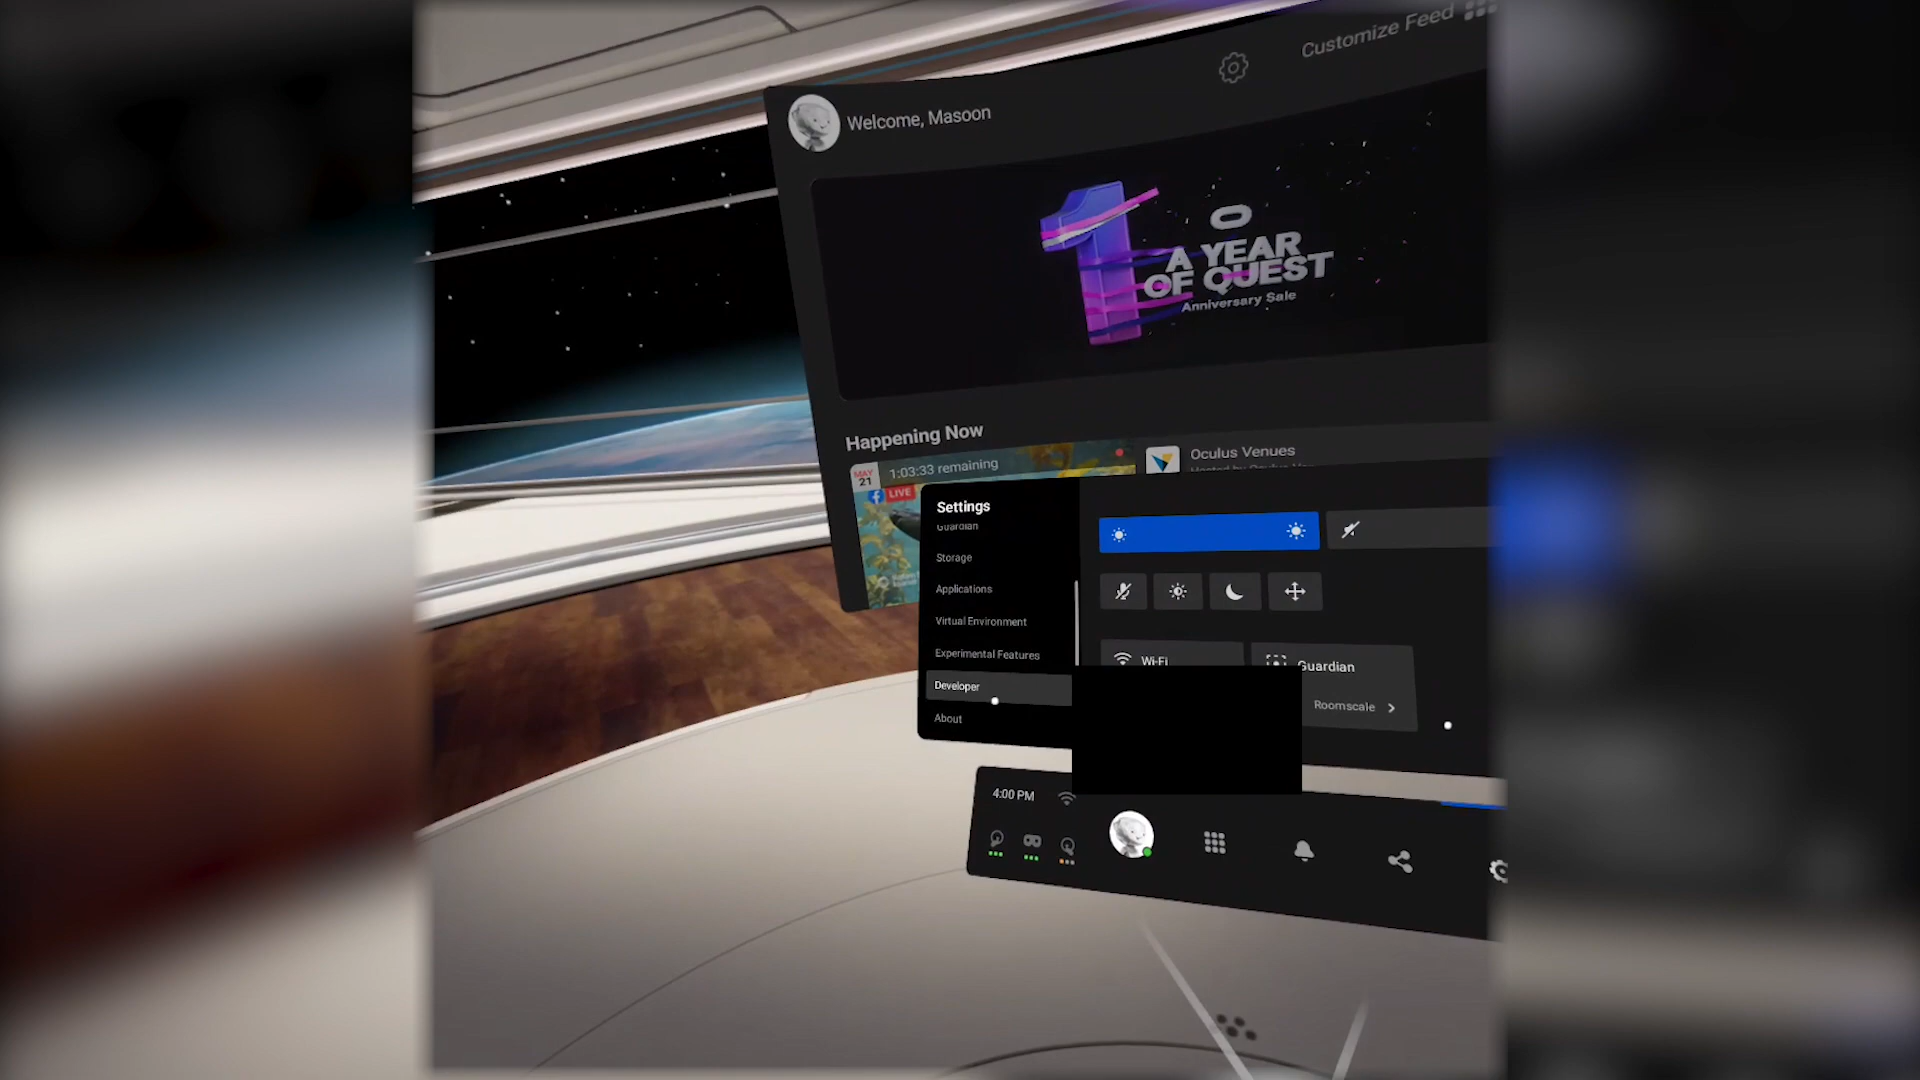 Customize Feed
Welcome, Masoon
A YEAR
OF QUEST
Anniversary Sale
Happening Now
MAY
21
1:03:33 remaining
LIVE
Oculus Venues
Settings
Guardian
Storage
Applications
Virtual Environment
Experimental Features
Developer
About
Wi-Fi
Guardian
Roomscale
4:00 PM